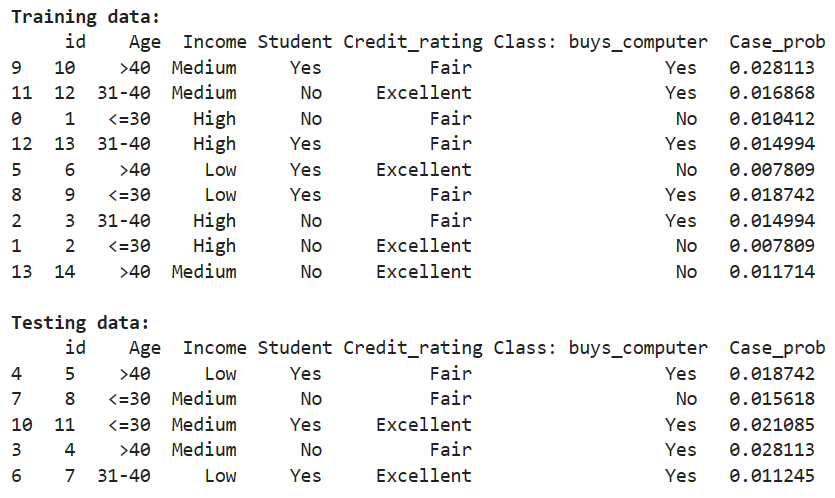 Training data:
id Age Income Student Credit_rating Class: buys_computer Case_prob
9 10 >40 Medium Yes Fair Yes 0.028113
11 12 31-40 Medium No Excellent Yes 0.016868
0 1 <=30 High No Fair No 0.010412
12 13 31-40 High Yes Fair Yes 0.014994
5 6 >40 Low Yes Excellent No 0.007809
8 9 <=30 Low Yes Fair Yes 0.018742
2 3 31-40 High No Fair Yes 0.014994
1 2 <=30 High No Excellent No 0.007809
13 14 >40 Medium No Excellent No 0.011714
Testing data:
id Age Income Student Credit_rating Class: buys_computer Case_prob
4 5 >40 Low Yes Fair Yes 0.018742
7 8 <=30 Medium No Fair No 0.015618
10 11 <=30 Medium Yes Excellent Yes 0.021085
3 4 >40 Medium No Fair Yes 0.028113
6 7 31-40 Low Yes Excellent Yes 0.011245